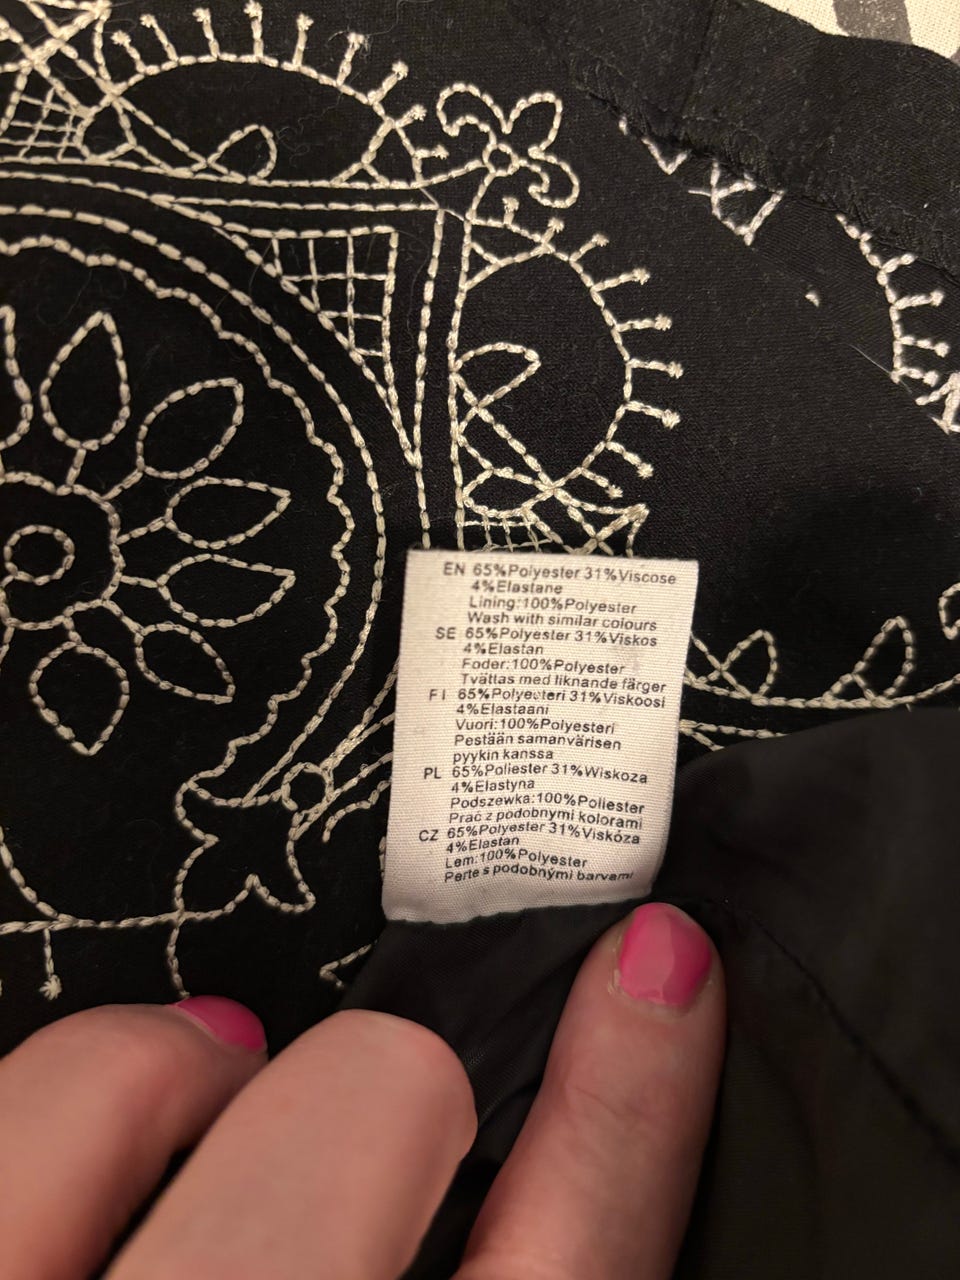 EN 65%Polyester 31%Viscose
4%Elastane
Lining:100%Polyester
Wash with similar colours
SE 65%Polyester 31%Viskos
4%Elastan
Foder:100%Polyester
Tvättas med liknande färger
FI 65%Polyesteri 31%Viskoosi
4%Elastaani
Vuori:100%Polyesteri
Pestään samanvärisen
pyykin kanssa
PL 65%Poliester 31%Wiskoza
4%Elastyna
Podszewka:100%Poliester
Prać z podobnymi kolorami
CZ 65%Polyester 31%Viskóza
4%Elastan
Lem:100%Polyester
Perte s podobnými barvami